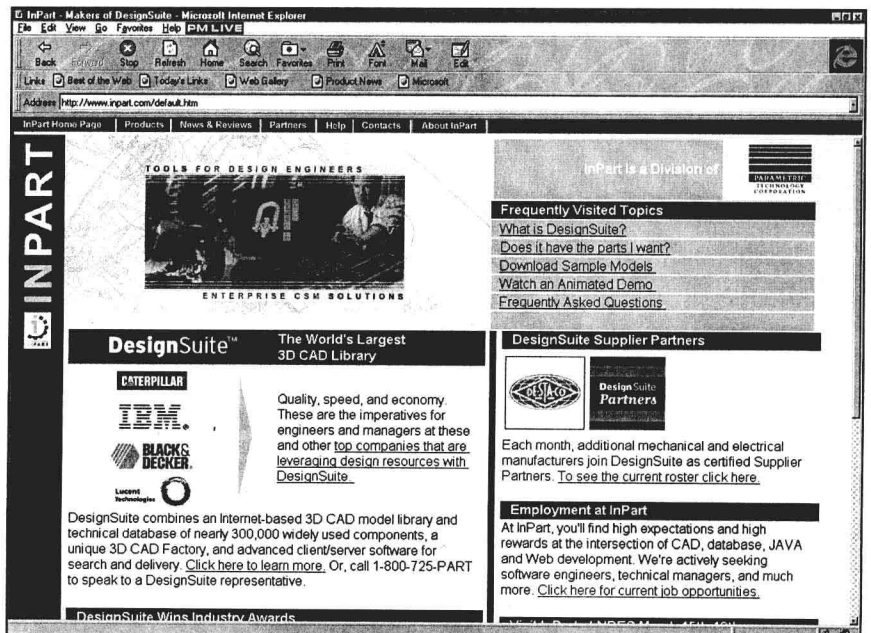 InPart - Makers of DesignSuite - Microsoft Internet Explorer
File Edit View Go Favorites Help PM LIVE
Back Forward Stop Refresh Home Search Favorites Print Font Mail Edit
Links Best of the Web Today's Links Web Gallery Product News Microsoft
Address http://www.inpart.com/default.htm
InPart Home Page Products News & Reviews Partners Help Contacts About InPart
INPART
TOOLS FOR DESIGN ENGINEERS
ENTERPRISE CSM SOLUTIONS
InPart is a Division of
PARAMETRIC
TECHNOLOGY
CORPORATION
Frequently Visited Topics
What is DesignSuite?
Does it have the parts I want?
Download Sample Models
Watch an Animated Demo
Frequently Asked Questions
DesignSuite™
The World's Largest
3D CAD Library
CATERPILLAR
IBM
BLACK&
DECKER
Lucent
Technologies
Quality, speed, and economy.
These are the imperatives for
engineers and managers at these
and other top companies that are
leveraging design resources with
DesignSuite.
DesignSuite combines an Internet-based 3D CAD model library and
technical database of nearly 300,000 widely used components, a
unique 3D CAD Factory, and advanced client/server software for
search and delivery. Click here to learn more. Or, call 1-800-725-PART
to speak to a DesignSuite representative.
DesignSuite Wins Industry Awards
DesignSuite Supplier Partners
DESTACO
DesignSuite
Partners
Each month, additional mechanical and electrical
manufacturers join DesignSuite as certified Supplier
Partners. To see the current roster click here.
Employment at InPart
At InPart, you'll find high expectations and high
rewards at the intersection of CAD, database, JAVA
and Web development. We're actively seeking
software engineers, technical managers, and much
more. Click here for current job opportunities.